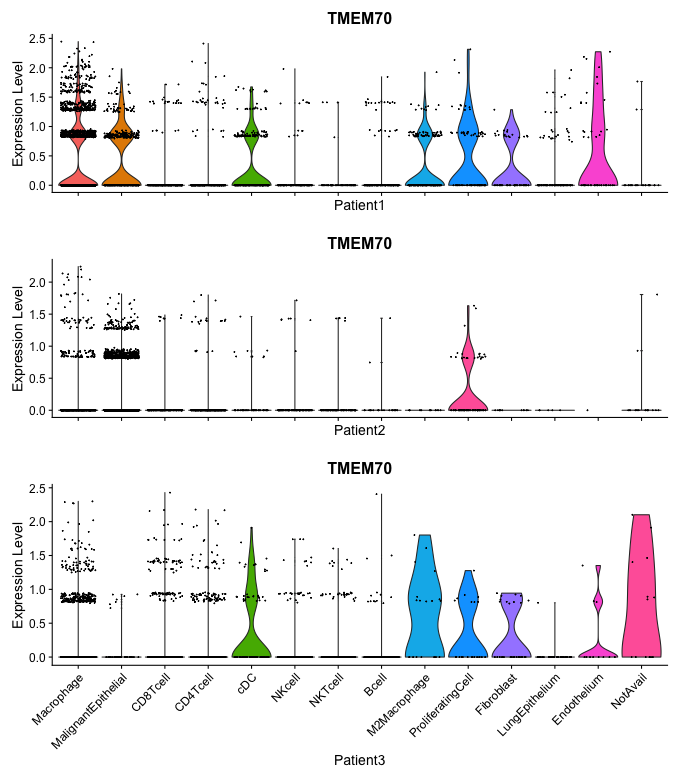 TMEM70
Expression Level
2.5
2.0
1.5
1.0
0.5
0.0
Patient1
TMEM70
Expression Level
2.0
1.5
1.0
0.5
0.0
Patient2
TMEM70
Expression Level
2.5
2.0
1.5
1.0
0.5
0.0
Macrophage
MalignantEpithelial
CD8Tcell
CD4Tcell
cDC
NKcell
NKTcell
Bcell
M2Macrophage
ProliferatingCell
Fibroblast
LungEpithelium
Endothelium
NotAvail
Patient3